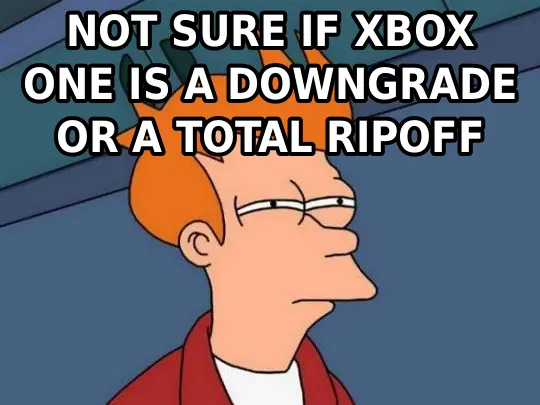 NOT SURE IF XBOX
ONE IS A DOWNGRADE
OR A TOTAL RIPOFF